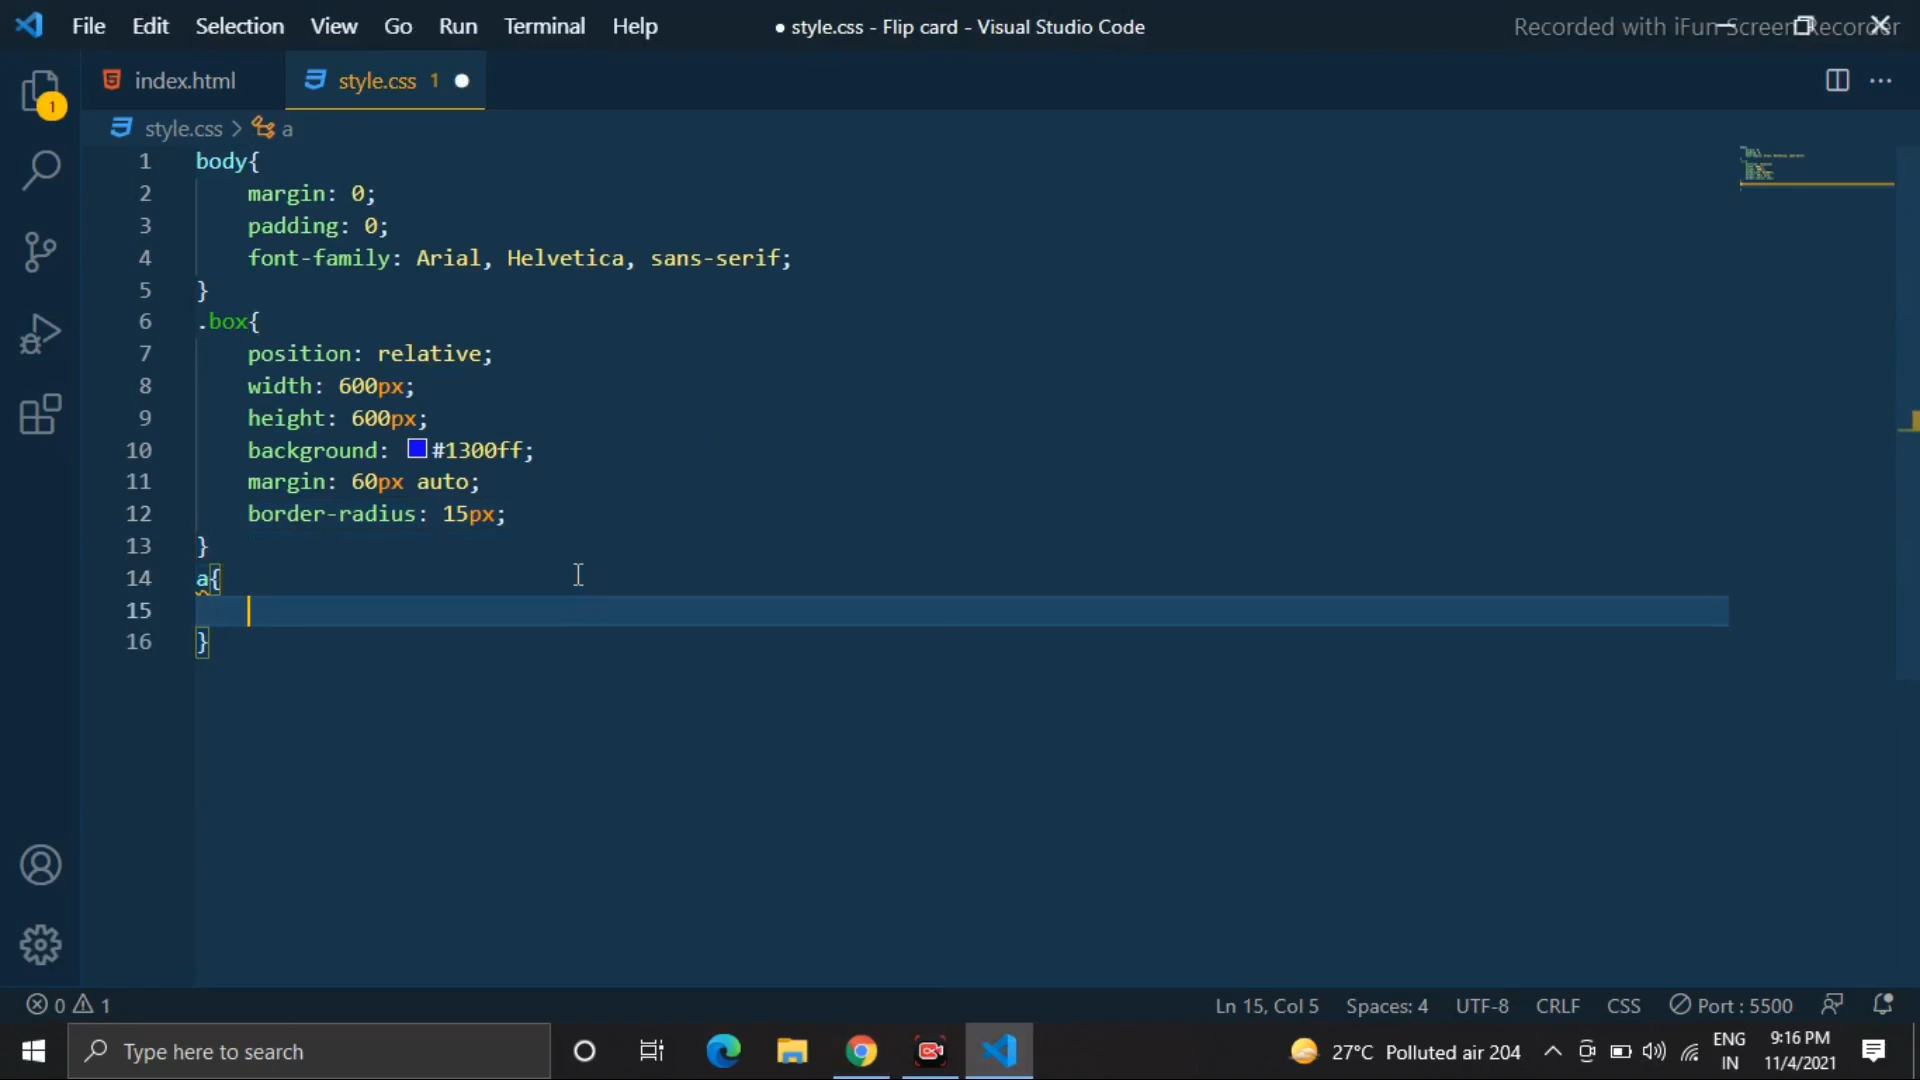 File Edit Selection View Go Run Terminal Help
● style.css - Flip card - Visual Studio Code
Recorded with iFun Screen Recorder
1
index.html
style.css 1 ●
style.css > a
1 body{
2 margin: 0;
3 padding: 0;
4 font-family: Arial, Helvetica, sans-serif;
5 }
6 .box{
7 position: relative;
8 width: 600px;
9 height: 600px;
10 background: #1300ff;
11 margin: 60px auto;
12 border-radius: 15px;
13 }
14 a{
15
16 }
0 1
Ln 15, Col 5 Spaces: 4 UTF-8 CRLF CSS Port : 5500
Type here to search
27°C Polluted air 204
ENG
IN
9:16 PM
11/4/2021